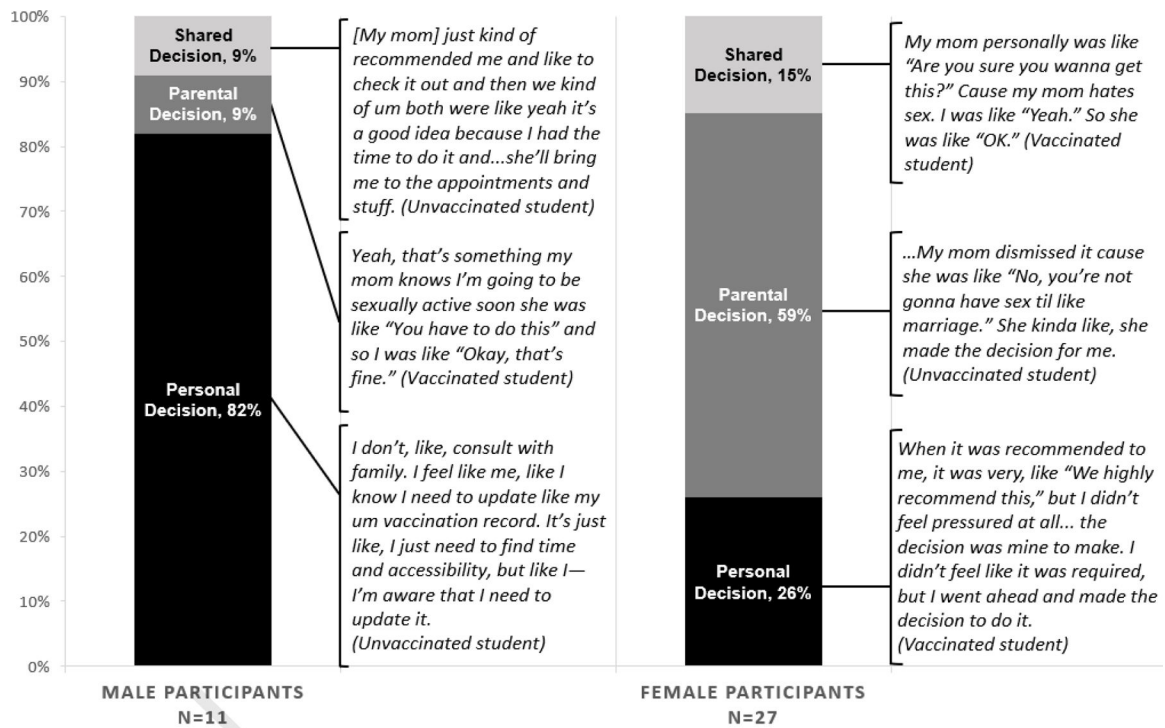 100%
90%
80%
70%
60%
50%
40%
30%
20%
10%
0%
Shared
Decision, 9%
Parental
Decision, 9%
Personal
Decision, 82%
[My mom] just kind of
recommended me and like to
check it out and then we kind
of um both were like yeah it's
a good idea because I had the
time to do it and...she'll bring
me to the appointments and
stuff. (Unvaccinated student)
Yeah, that's something my
mom knows I'm going to be
sexually active soon she was
like "You have to do this" and
so I was like "Okay, that's
fine." (Vaccinated student)
I don't, like, consult with
family. I feel like me, like I
know I need to update like my
um vaccination record. It's just
like, I just need to find time
and accessibility, but like I—
I'm aware that I need to
update it.
(Unvaccinated student)
MALE PARTICIPANTS
N=11
Shared
Decision, 15%
Parental
Decision, 59%
Personal
Decision, 26%
My mom personally was like
"Are you sure you wanna get
this?" Cause my mom hates
sex. I was like "Yeah." So she
was like "OK." (Vaccinated
student)
...My mom dismissed it cause
she was like "No, you're not
gonna have sex til like
marriage." She kinda like, she
made the decision for me.
(Unvaccinated student)
When it was recommended to
me, it was very, like "We highly
recommend this," but I didn't
feel pressured at all... the
decision was mine to make. I
didn't feel like it was required,
but I went ahead and made the
decision to do it.
(Vaccinated student)
FEMALE PARTICIPANTS
N=27